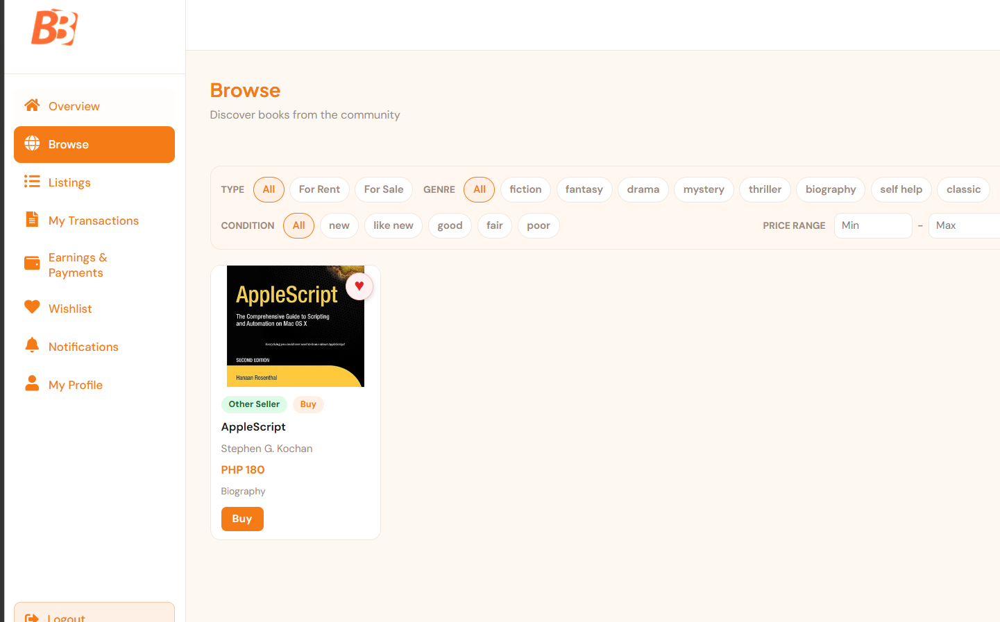 BB
Overview
Browse
Listings
My Transactions
Earnings &
Payments
Wishlist
Notifications
My Profile
Logout
Browse
Discover books from the community
TYPE All For Rent For Sale GENRE All fiction fantasy drama mystery thriller biography self help classic
CONDITION All new like new good fair poor PRICE RANGE Min - Max
AppleScript
The Comprehensive Guide to Scripting
and Automation on Mac OS X
Everything you could ever need to know about AppleScript!
SECOND EDITION
Hanaan Rosenthal
Other Seller Buy
AppleScript
Stephen G. Kochan
PHP 180
Biography
Buy